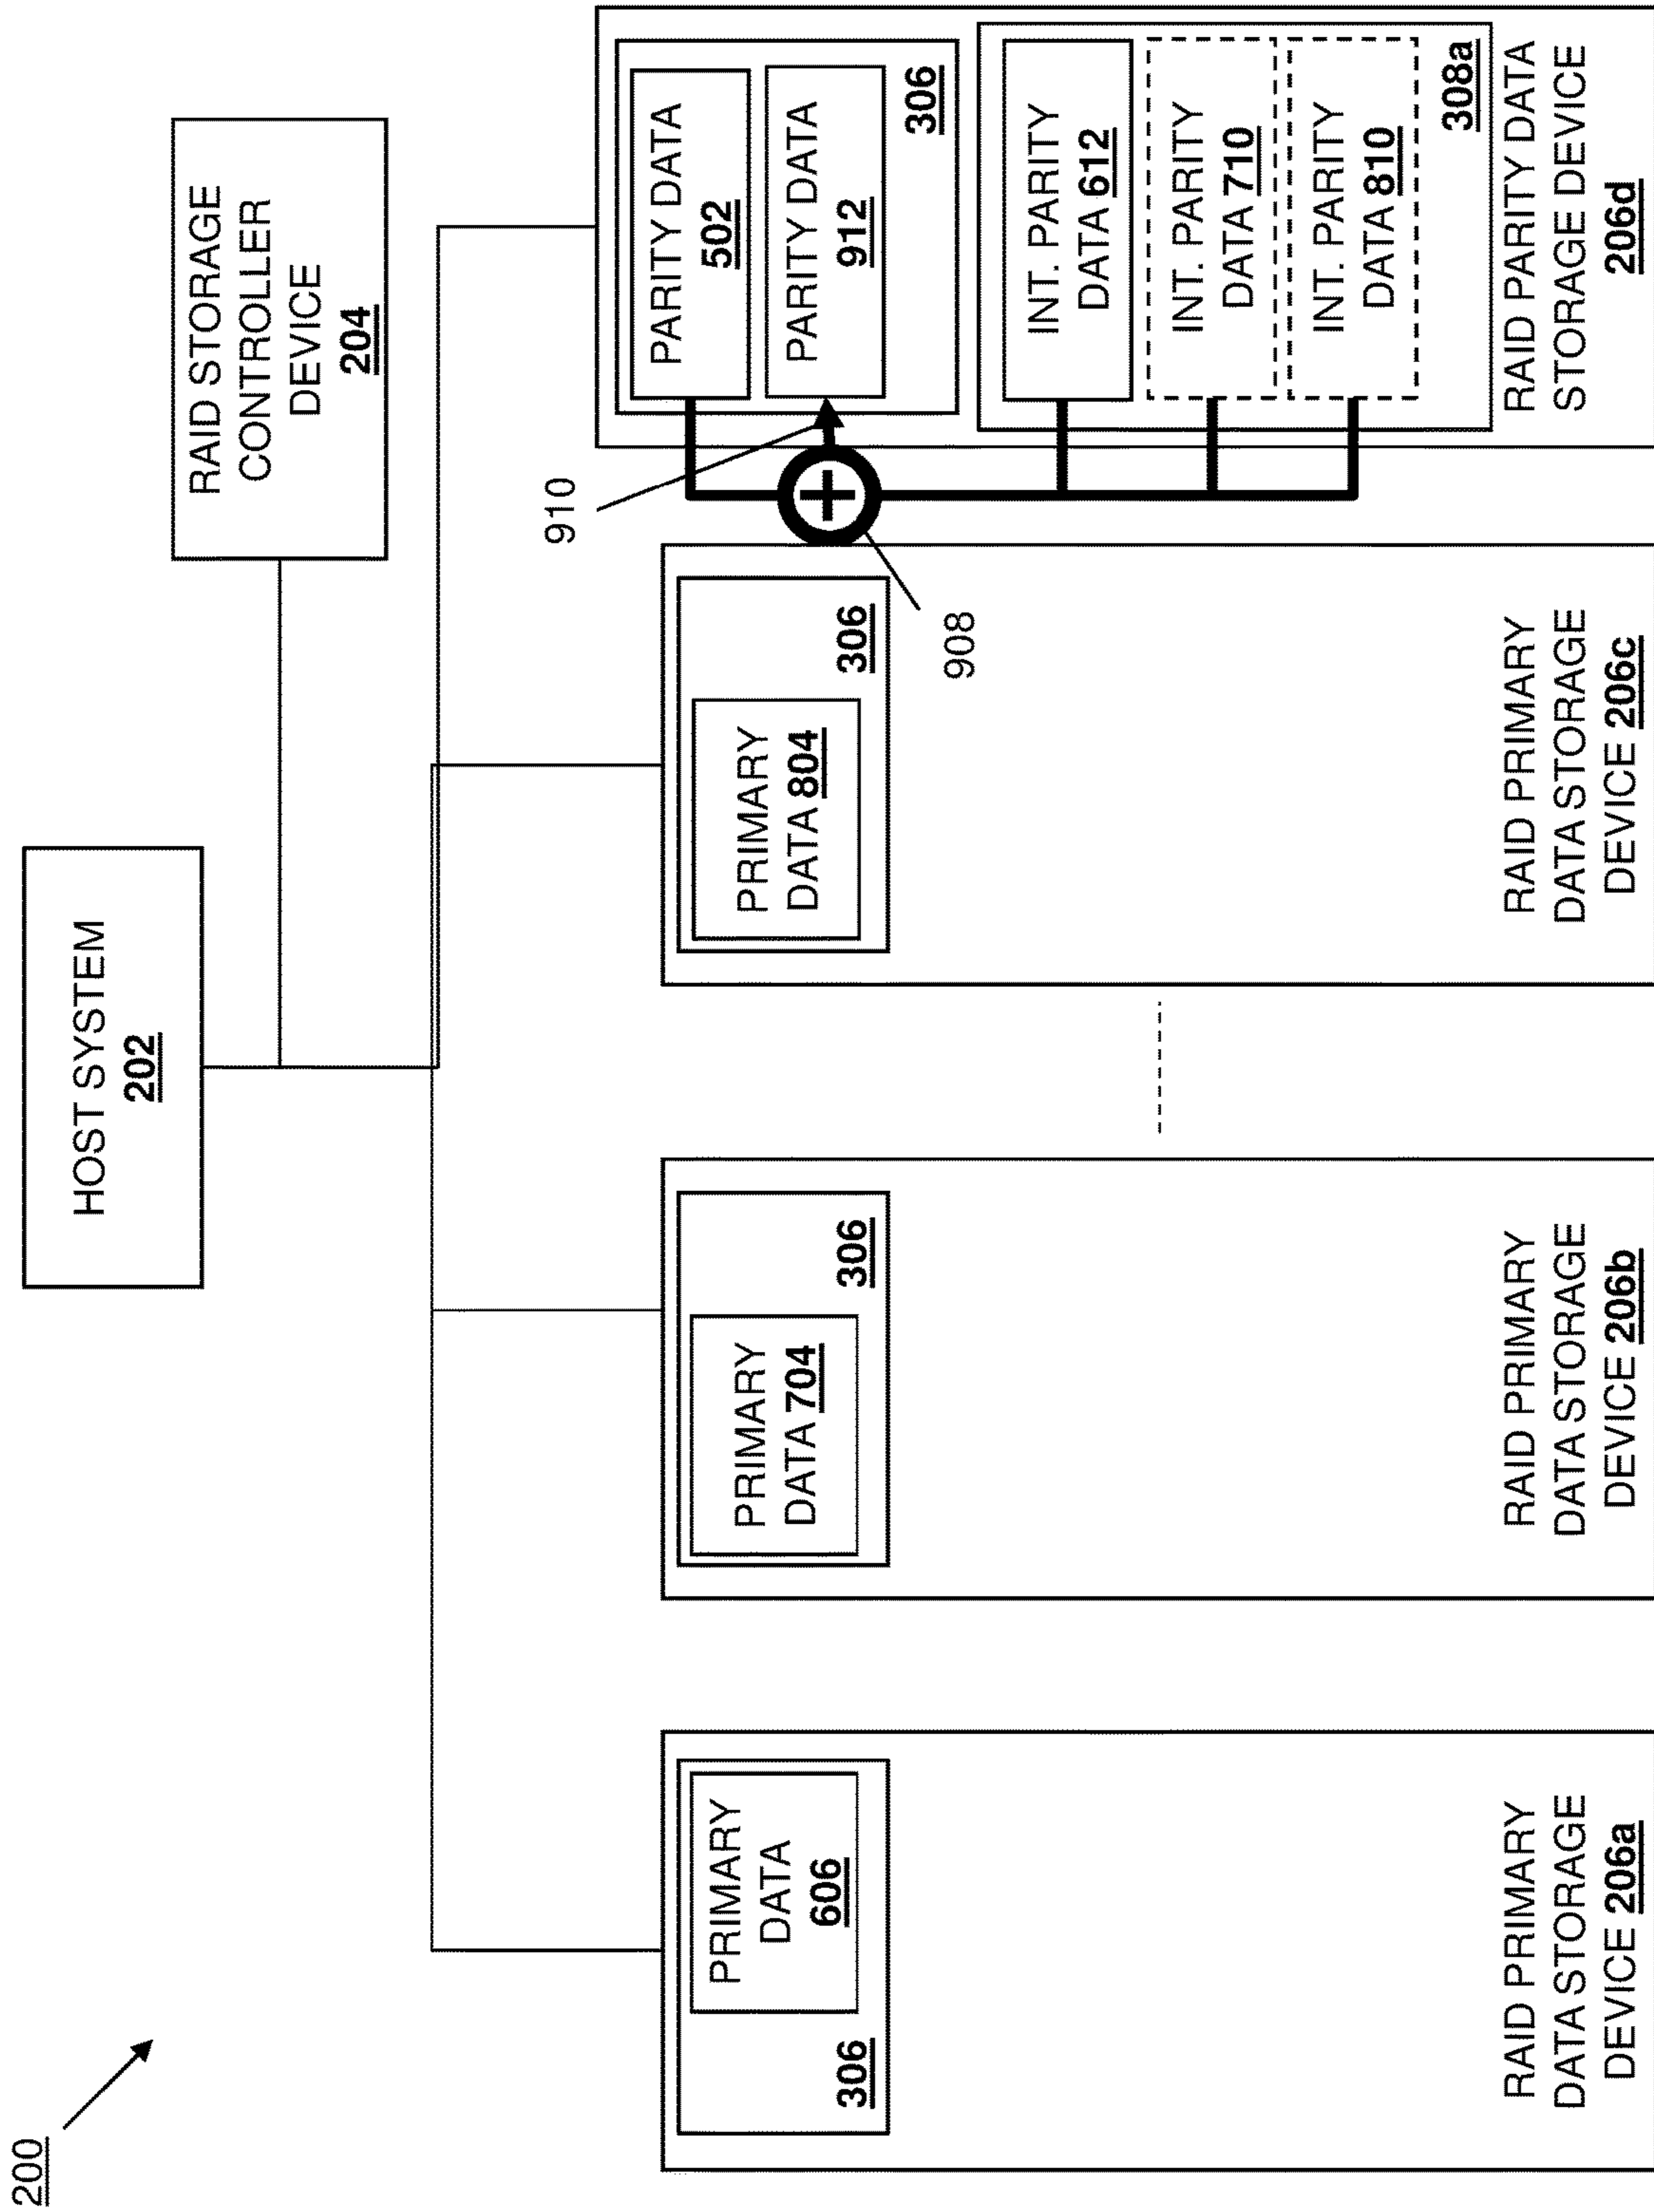 200
HOST SYSTEM
202
RAID STORAGE
CONTROLLER
DEVICE
204
PRIMARY
DATA
606
306
RAID PRIMARY
DATA STORAGE
DEVICE 206a
PRIMARY
DATA 704
306
RAID PRIMARY
DATA STORAGE
DEVICE 206b
PRIMARY
DATA 804
306
RAID PRIMARY
DATA STORAGE
DEVICE 206c
910
908
PARITY DATA
502
PARITY DATA
912
306
INT. PARITY
DATA 612
INT. PARITY
DATA 710
INT. PARITY
DATA 810
308a
RAID PARITY DATA
STORAGE DEVICE
206d